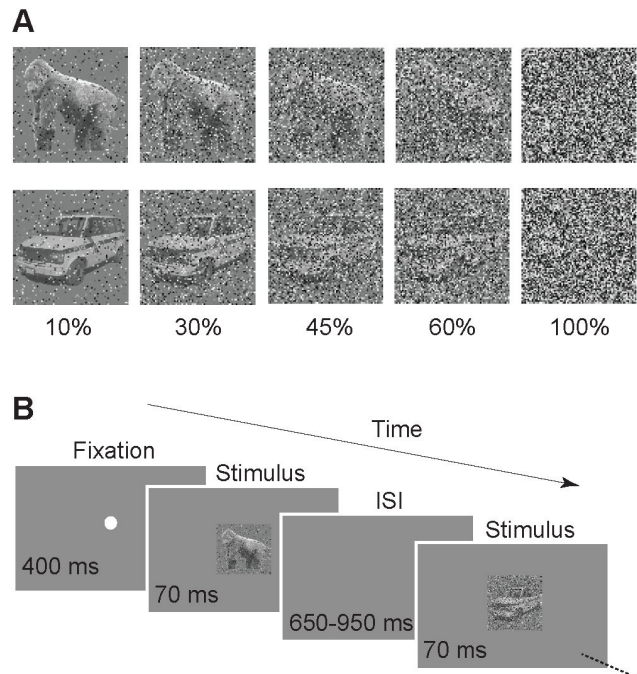 A
10% 30% 45% 60% 100%
B
Time
Fixation
Stimulus
ISI
Stimulus
400 ms
70 ms
650-950 ms
70 ms